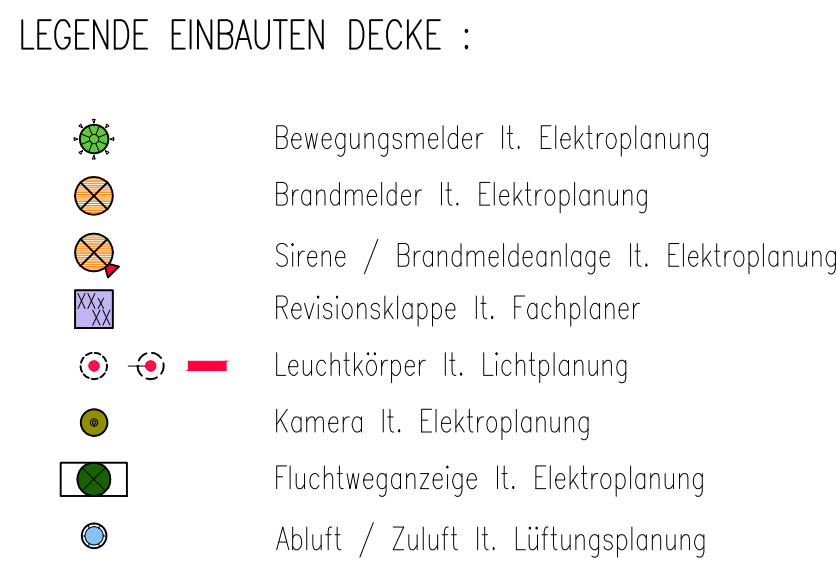 LEGENDE EINBAUTEN DECKE :
Bewegungsmelder lt. Elektroplanung
Brandmelder lt. Elektroplanung
Sirene / Brandmeldeanlage lt. Elektroplanung
XXx
XX
Revisionsklappe lt. Fachplaner
Leuchtkörper lt. Lichtplanung
Kamera lt. Elektroplanung
Fluchtweganzeige lt. Elektroplanung
Abluft / Zuluft lt. Lüftungsplanung